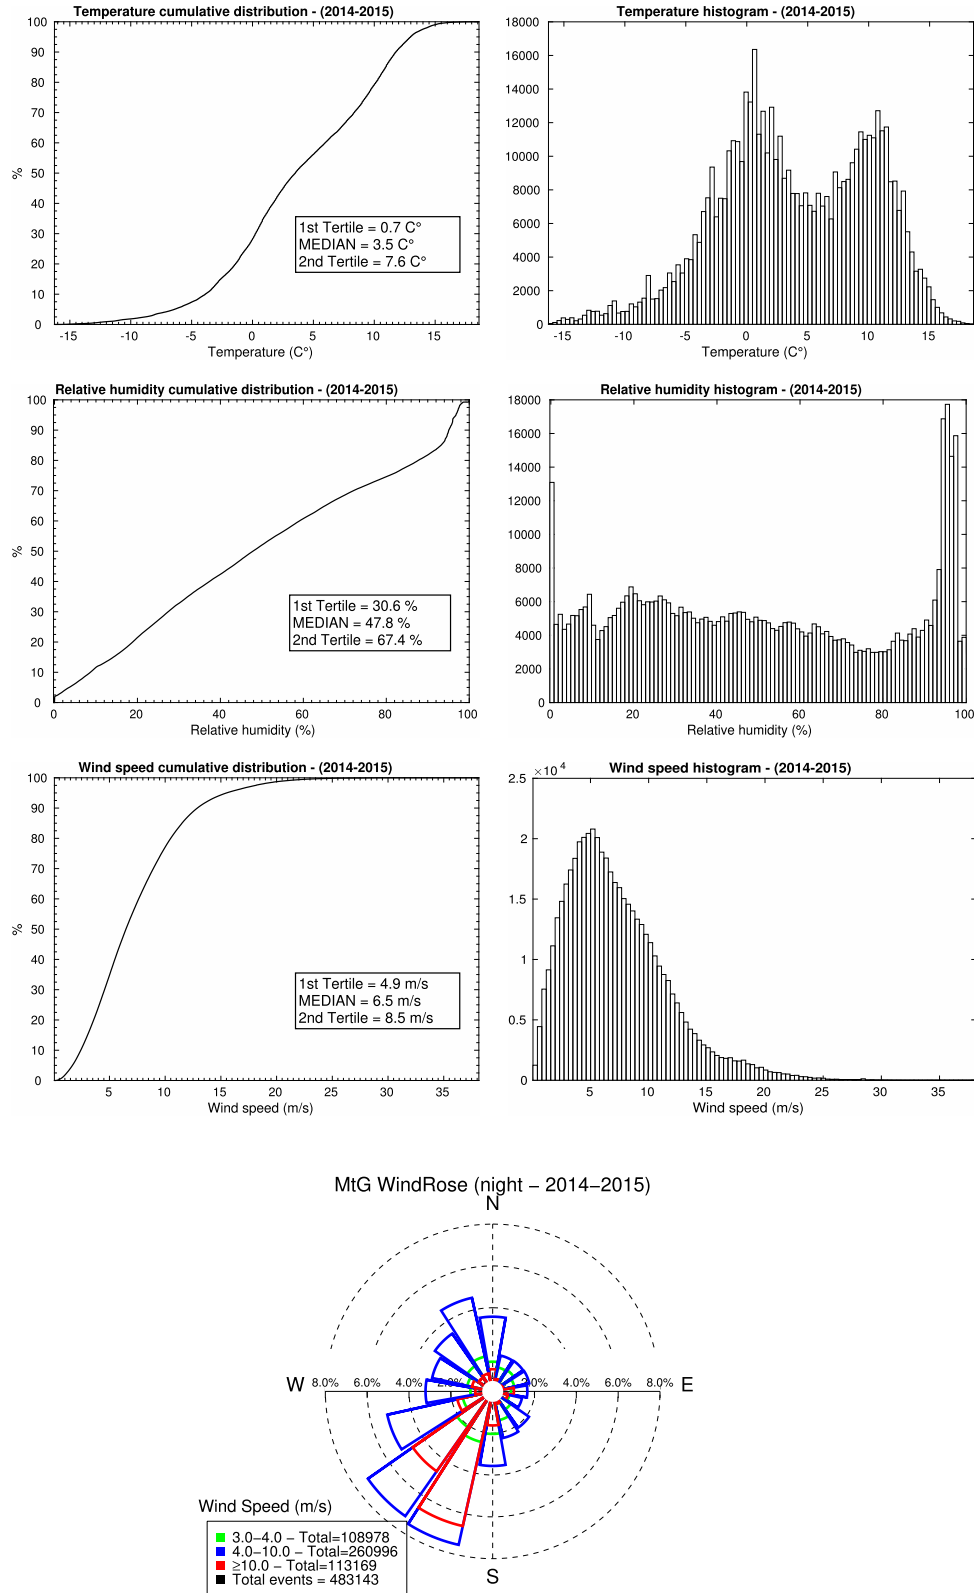 Temperature cumulative distribution - (2014-2015)
100
90
80
70
60
50
40
30
20
10
0
%
1st Tertile = 0.7 C°
MEDIAN = 3.5 C°
2nd Tertile = 7.6 C°
-15 -10 -5 0 5 10 15
Temperature (C°)
Temperature histogram - (2014-2015)
18000
16000
14000
12000
10000
8000
6000
4000
2000
0
-15 -10 -5 0 5 10 15
Temperature (C°)
Relative humidity cumulative distribution - (2014-2015)
100
90
80
70
60
50
40
30
20
10
0
%
1st Tertile = 30.6 %
MEDIAN = 47.8 %
2nd Tertile = 67.4 %
0 20 40 60 80 100
Relative humidity (%)
Relative humidity histogram - (2014-2015)
18000
16000
14000
12000
10000
8000
6000
4000
2000
0
0 20 40 60 80 100
Relative humidity (%)
Wind speed cumulative distribution - (2014-2015)
100
90
80
70
60
50
40
30
20
10
0
%
1st Tertile = 4.9 m/s
MEDIAN = 6.5 m/s
2nd Tertile = 8.5 m/s
5 10 15 20 25 30 35
Wind speed (m/s)
Wind speed histogram - (2014-2015)
×10 4
2.5
2
1.5
1
0.5
0
5 10 15 20 25 30 35
Wind speed (m/s)
MtG WindRose (night − 2014−2015)
N
W 8.0% 6.0% 4.0% 2.0% 2.0% 4.0% 6.0% 8.0% E
S
Wind Speed (m/s)
3.0−4.0 − Total=108978
4.0−10.0 − Total=260996
≥10.0 − Total=113169
Total events = 483143